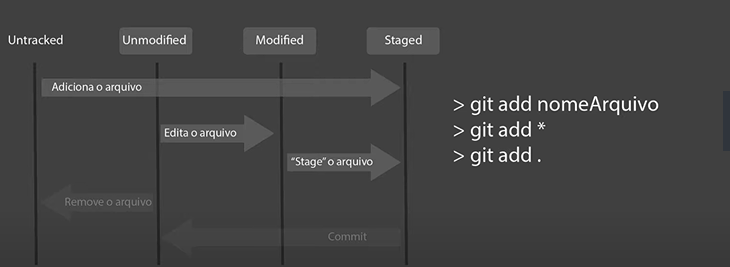 Untracked
Unmodified
Modified
Staged
Adiciona o arquivo
Edita o arquivo
"Stage" o arquivo
Remove o arquivo
Commit
> git add nomeArquivo
> git add *
> git add .